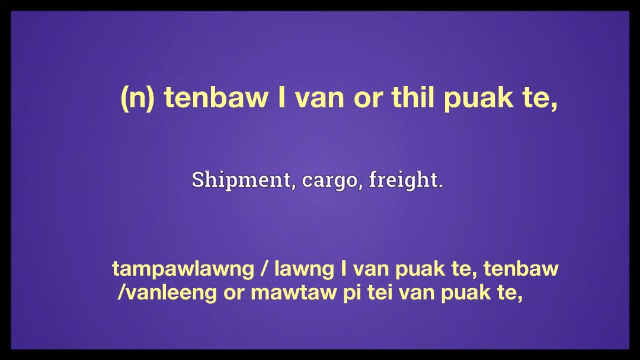 (n) tenbaw I van or thil puak te,
Shipment, cargo, freight.
tampawlawng / lawng I van puak te, tenbaw
/vanleeng or mawtaw pi tei van puak te,